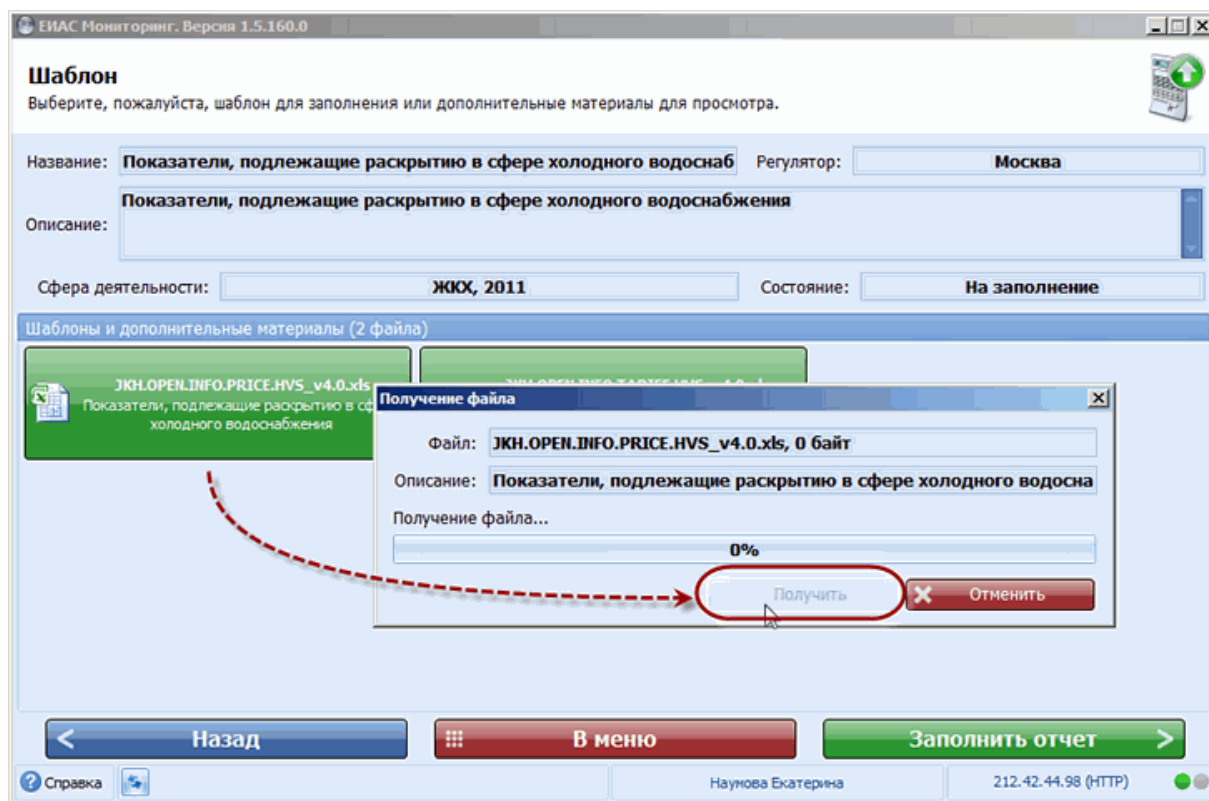 ЕИАС Мониторинг. Версия 1.5.160.0
Шаблон
Выберите, пожалуйста, шаблон для заполнения или дополнительные материалы для просмотра.
Название: Показатели, подлежащие раскрытию в сфере холодного водоснаб Регулятор: Москва
Показатели, подлежащие раскрытию в сфере холодного водоснабжения
Описание:
Сфера деятельности: ЖКХ, 2011 Состояние: На заполнение
Шаблоны и дополнительные материалы (2 файла)
JKH.OPEN.INFO.PRICE.HVS_v4.0.xls
Показатели, подлежащие раскрытию в сф
холодного водоснабжения
Получение файла
Файл: JKH.OPEN.INFO.PRICE.HVS_v4.0.xls, 0 байт
Описание: Показатели, подлежащие раскрытию в сфере холодного водосна
Получение файла...
0%
Получить Отменить
Назад В меню Заполнить отчет
Справка Наумова Екатерина 212.42.44.98 (HTTP)